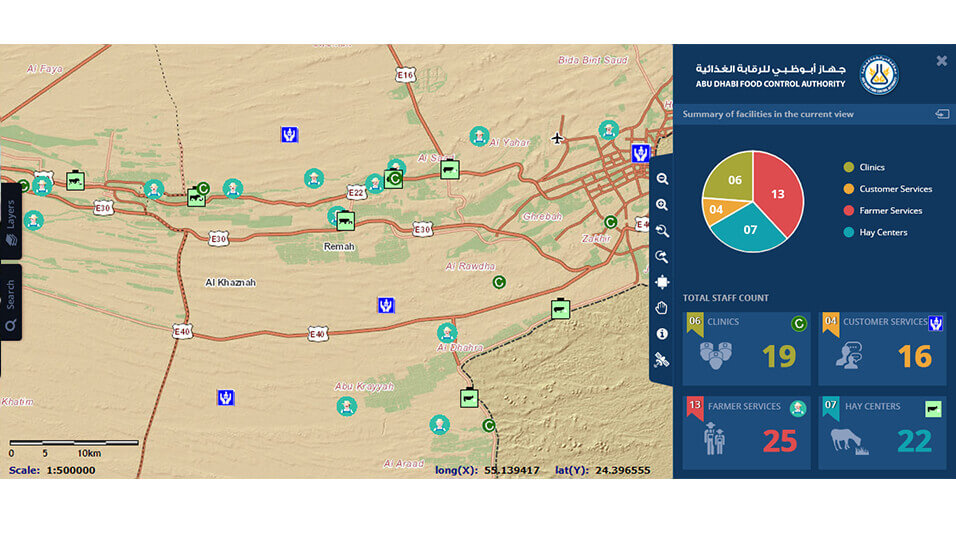 Al Faya
E16
Bida Bint Saud
Al Yahar
E22
E30
E30
E30
Remah
Ghrebah
Zakhir
E4
Al Rawdha
Al Khaznah
E40
E40
Al Dhahra
Abu Krayyah
Khatim
Al Araad
0 5 10km
Scale: 1:500000
long(X): 55.139417 lat(Y): 24.396555
Layers
Search
جهاز أبوظبي للرقابة الغذائية
ABU DHABI FOOD CONTROL AUTHORITY
Summary of facilities in the current view
06
13
04
07
Clinics
Customer Services
Farmer Services
Hay Centers
TOTAL STAFF COUNT
06 CLINICS C
19
04 CUSTOMER SERVICES
16
13 FARMER SERVICES
25
07 HAY CENTERS
22